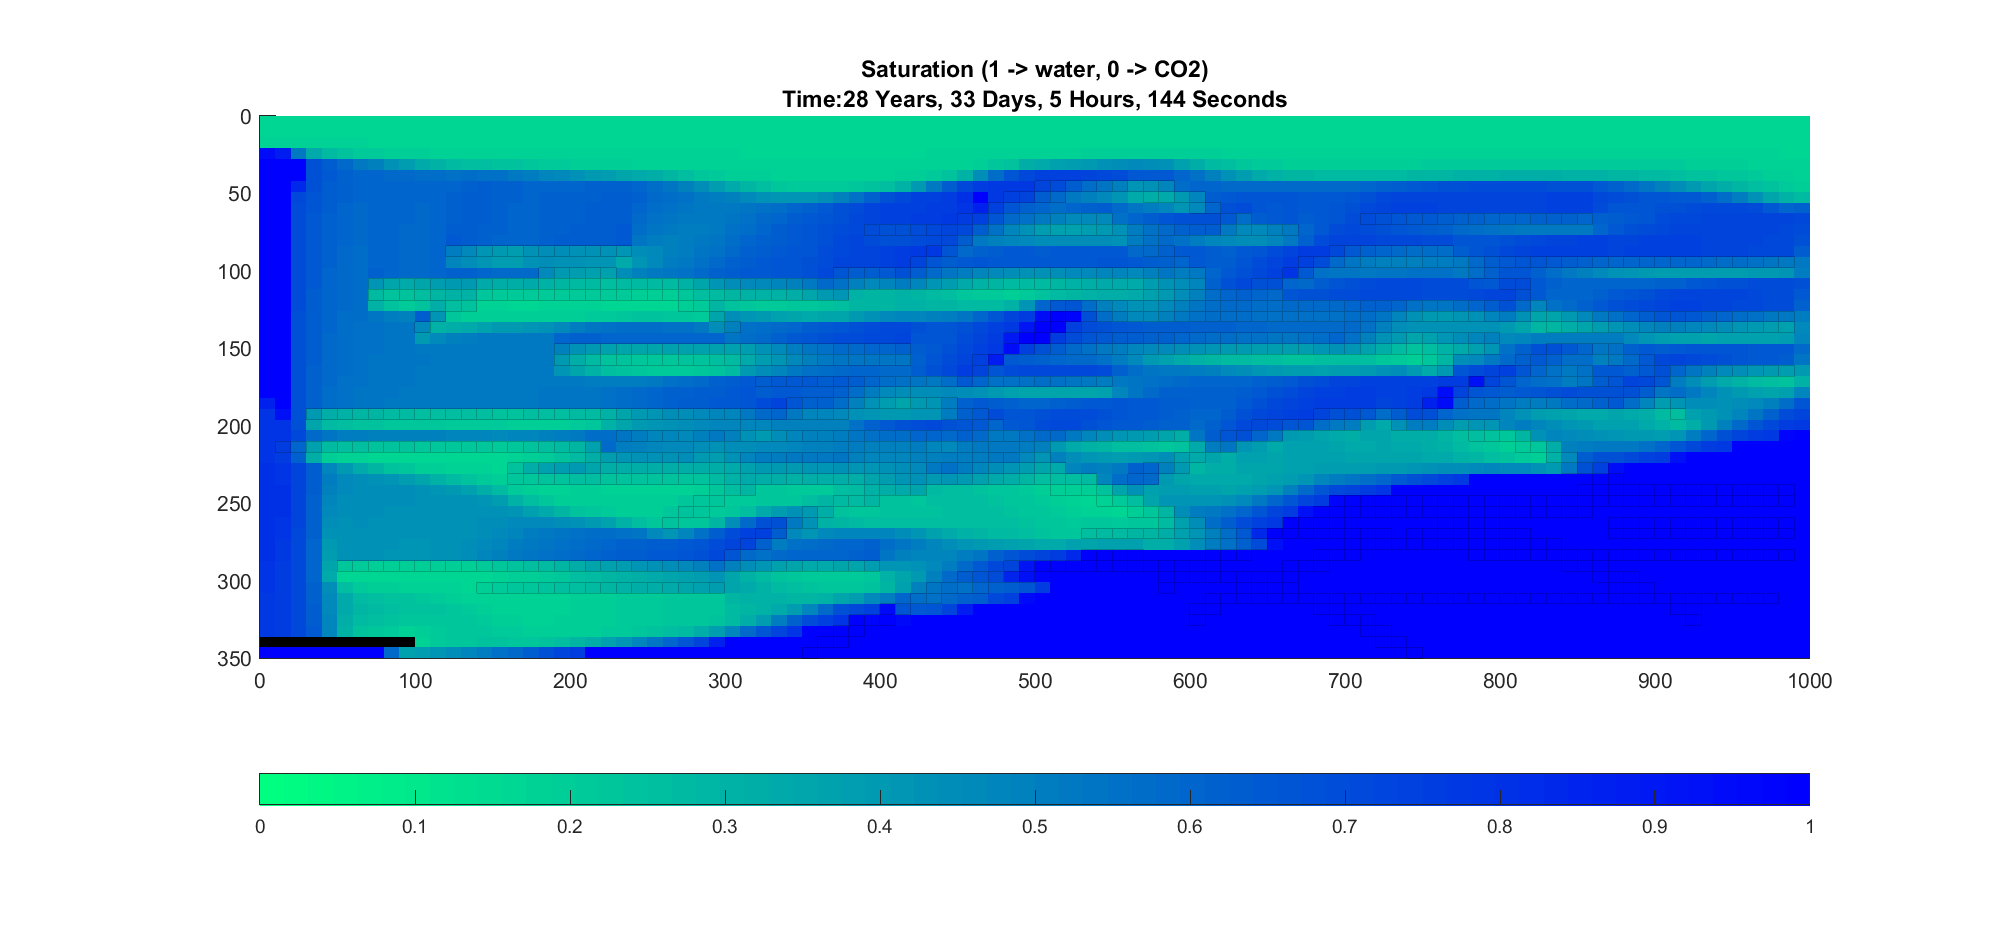 Saturation (1 -> water, 0 -> CO2)
Time:28 Years, 33 Days, 5 Hours, 144 Seconds
0
50
100
150
200
250
300
350
0 100 200 300 400 500 600 700 800 900 1000
0 0.1 0.2 0.3 0.4 0.5 0.6 0.7 0.8 0.9 1